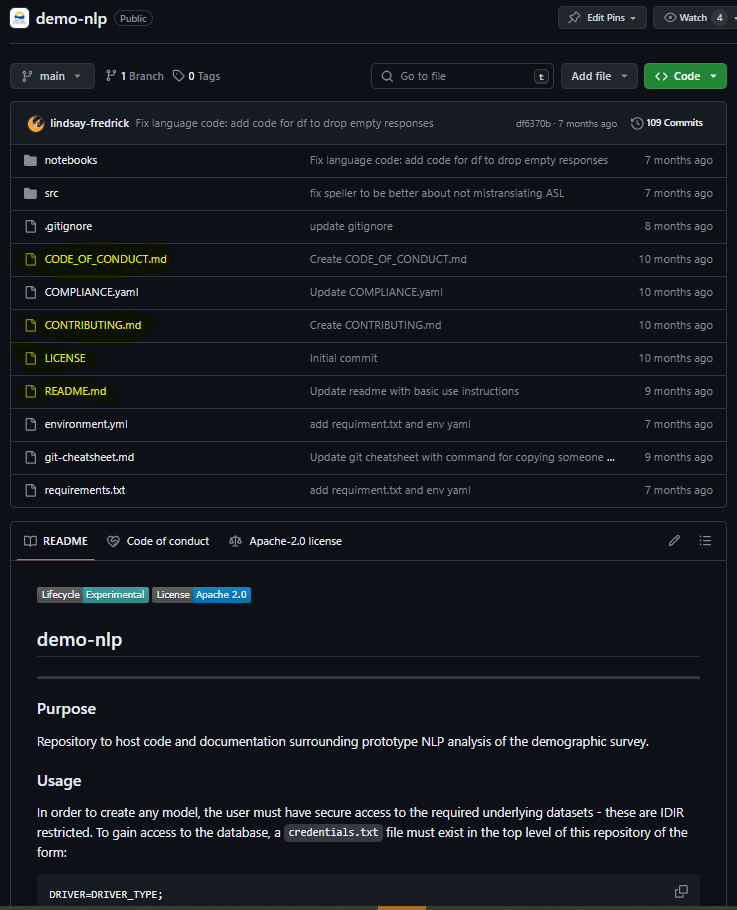 demo-nlp Public Edit Pins Watch 4
main 1 Branch 0 Tags Go to file t Add file Code
lindsay-fredrick Fix language code: add code for df to drop empty responses df6370b · 7 months ago 109 Commits
notebooks Fix language code: add code for df to drop empty responses 7 months ago
src fix speller to be better about not mistranslating ASL 7 months ago
.gitignore update gitignore 8 months ago
CODE_OF_CONDUCT.md Create CODE_OF_CONDUCT.md 10 months ago
COMPLIANCE.yaml Update COMPLIANCE.yaml 10 months ago
CONTRIBUTING.md Create CONTRIBUTING.md 10 months ago
LICENSE Initial commit 10 months ago
README.md Update readme with basic use instructions 9 months ago
environment.yml add requirment.txt and env yaml 7 months ago
git-cheatsheet.md Update git cheatsheet with command for copying someone ... 9 months ago
requirements.txt add requirment.txt and env yaml 7 months ago
README Code of conduct Apache-2.0 license
Lifecycle Experimental License Apache 2.0
demo-nlp
Purpose
Repository to host code and documentation surrounding prototype NLP analysis of the demographic survey.
Usage
In order to create any model, the user must have secure access to the required underlying datasets - these are IDIR
restricted. To gain access to the database, a credentials.txt file must exist in the top level of this repository of the
form:
DRIVER=DRIVER_TYPE;